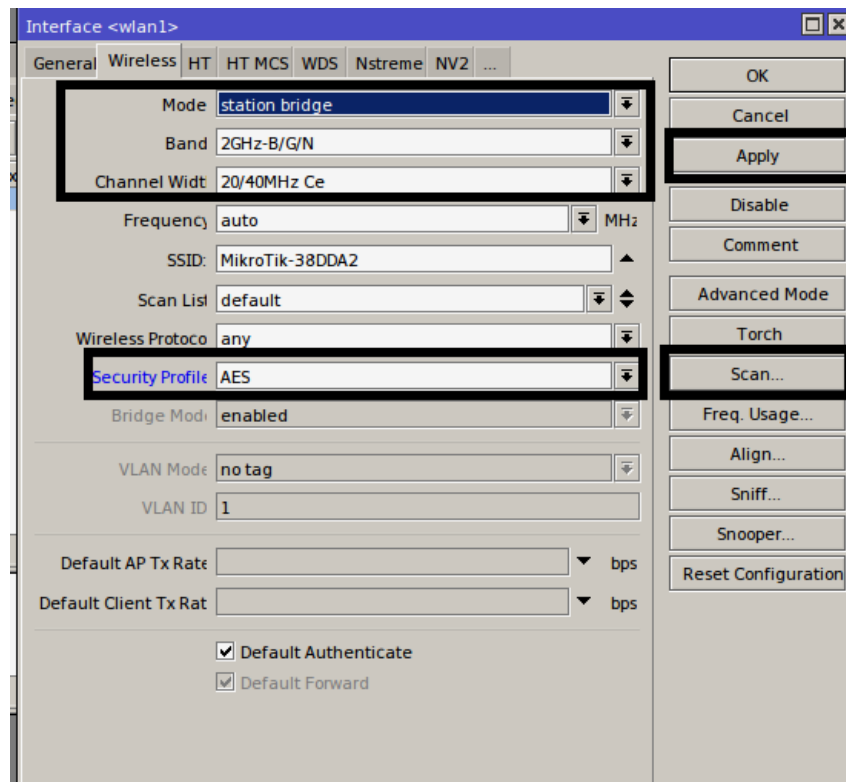 Interface <wlan1>
General Wireless HT HT MCS WDS Nstreme NV2 ...
Mode station bridge
Band 2GHz-B/G/N
Channel Widt 20/40MHz Ce
Frequency auto MHz
SSID: MikroTik-38DDA2
Scan List default
Wireless Protoco any
Security Profile AES
Bridge Mode enabled
VLAN Mode no tag
VLAN ID 1
Default AP Tx Rate bps
Default Client Tx Rat bps
Default Authenticate
Default Forward
OK
Cancel
Apply
Disable
Comment
Advanced Mode
Torch
Scan...
Freq. Usage...
Align...
Sniff...
Snooper...
Reset Configuration